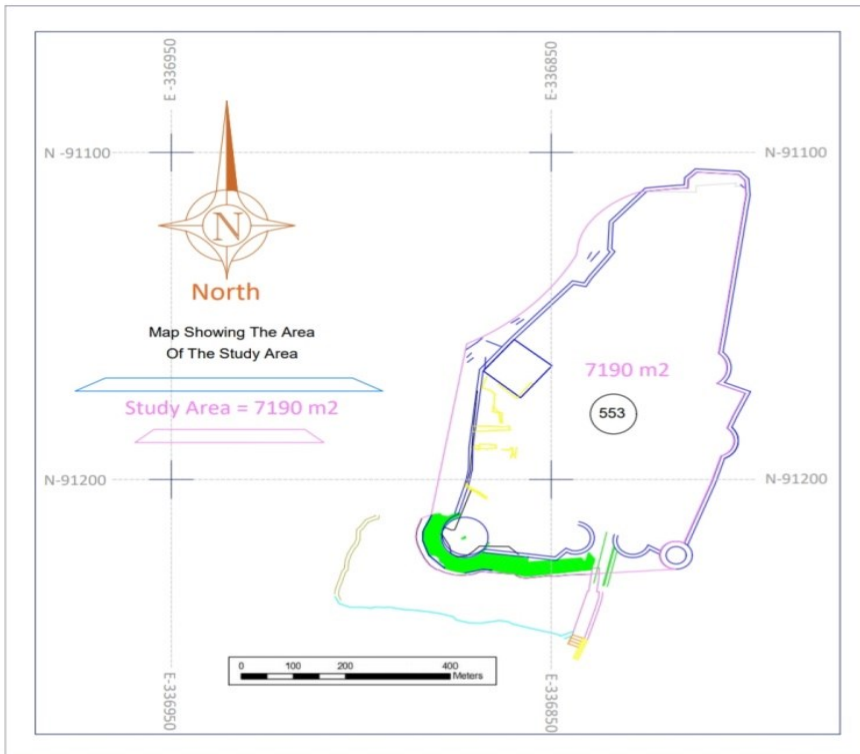 E -336950
E -336850
N -91100
N-91100
N
North
Map Showing The Area
Of The Study Area
Study Area = 7190 m2
7190 m2
553
N-91200
N-91200
0 100 200 400
Meters
E-336950
E-336850